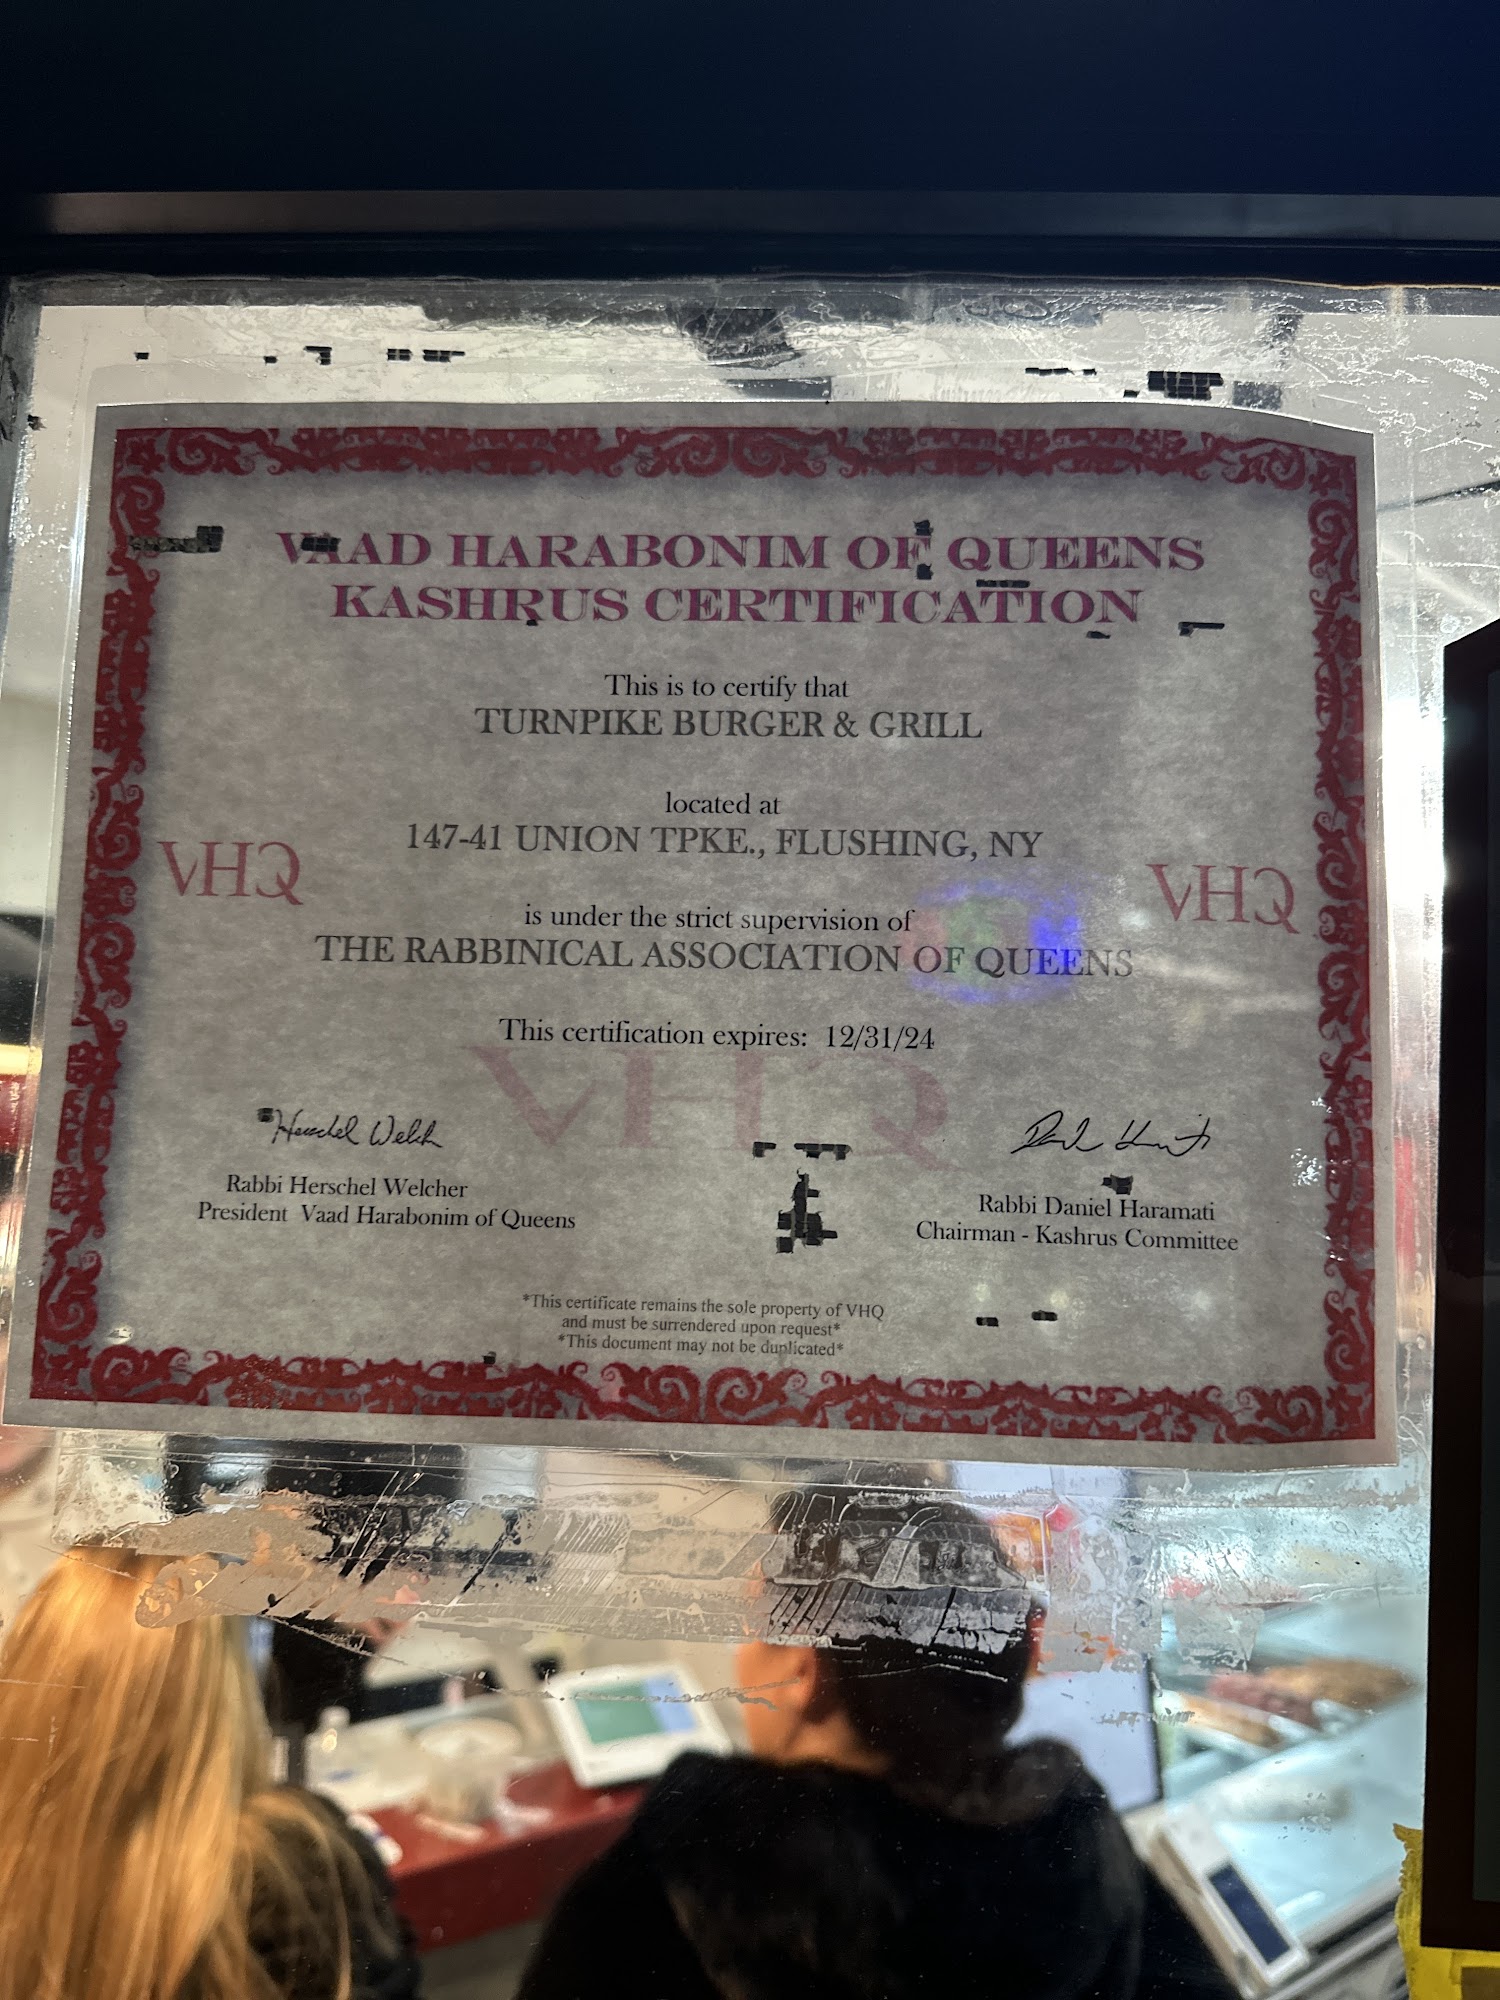 VAAD HARABONIM OF QUEENS
KASHRUS CERTIFICATION
This is to certify that
TURNPIKE BURGER & GRILL
located at
147-41 UNION TPKE., FLUSHING, NY
VHQ
VHQ
is under the strict supervision of
THE RABBINICAL ASSOCIATION OF QUEENS
This certification expires: 12/31/24
VHQ
Herschel Welcher
Rabbi Herschel Welcher
President Vaad Harabonim of Queens
Rabbi Daniel Haramati
Chairman - Kashrus Committee
*This certificate remains the sole property of VHQ
and must be surrendered upon request*
*This document may not be duplicated*